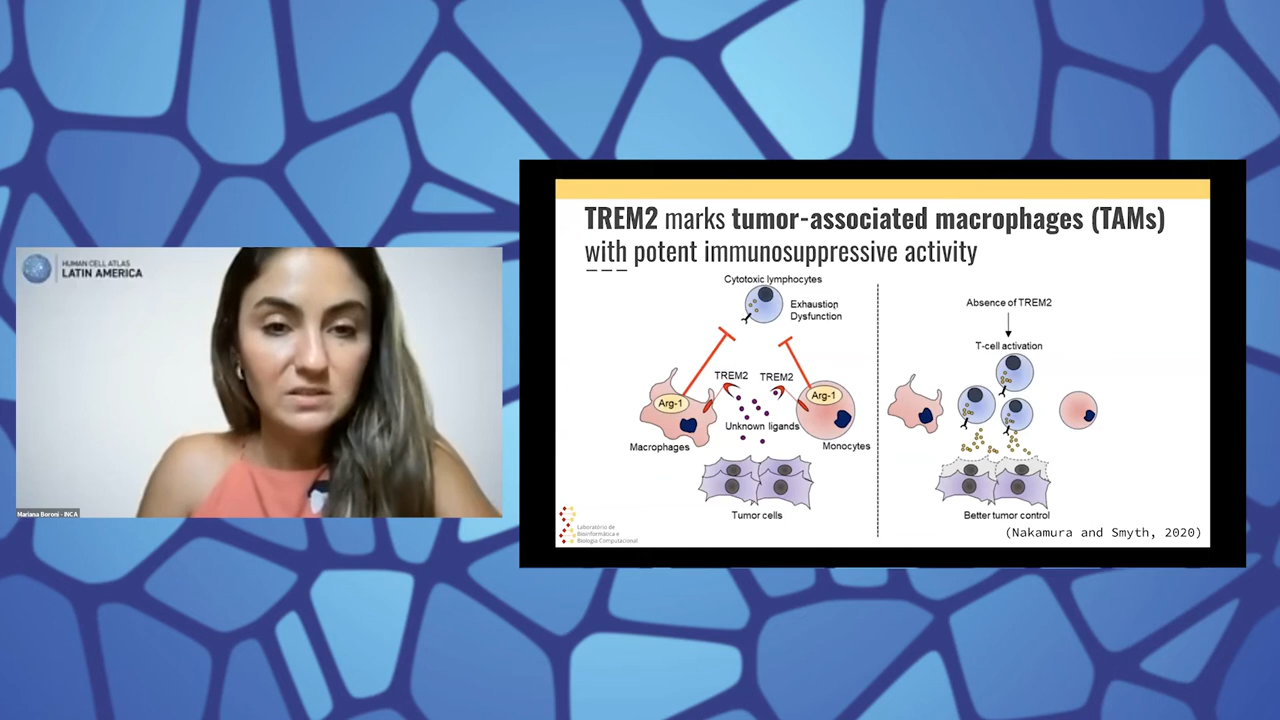 HUMAN CELL ATLAS
LATIN AMERICA
Mariana Boroni - INCA
TREM2 marks tumor-associated macrophages (TAMs)
with potent immunosuppressive activity
Cytotoxic lymphocytes
Exhaustion
Dysfunction
TREM2
TREM2
Arg-1
Arg-1
Unknown ligands
Macrophages
Monocytes
Tumor cells
Absence of TREM2
T-cell activation
Better tumor control
(Nakamura and Smyth, 2020)
Laboratório de
Bioinformática e
Biologia Computacional